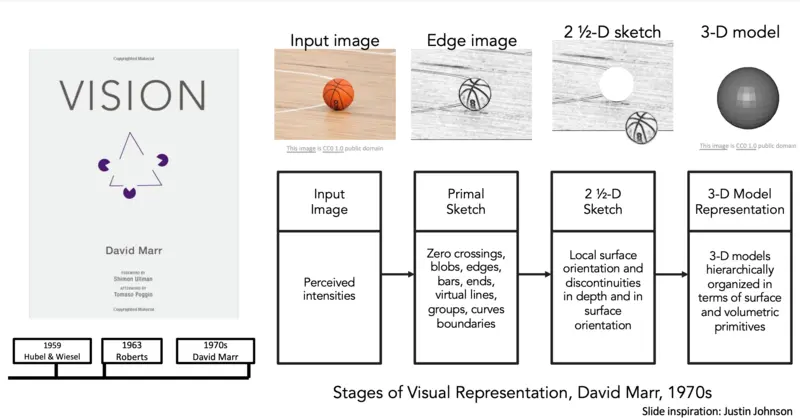 Copyrighted Material
VISION
David Marr
FOREWORD BY
Shimon Ullman
AFTERWORD BY
Tomaso Poggio
Copyrighted Material
1959
Hubel & Wiesel
1963
Roberts
1970s
David Marr
Input image
Edge image
2 ½-D sketch
3-D model
This image is CC0 1.0 public domain
This image is CC0 1.0 public domain
Input
Image
Perceived
intensities
Primal
Sketch
Zero crossings,
blobs, edges,
bars, ends,
virtual lines,
groups, curves
boundaries
2 ½-D
Sketch
Local surface
orientation and
discontinuities
in depth and in
surface
orientation
3-D Model
Representation
3-D models
hierarchically
organized in
terms of surface
and volumetric
primitives
Stages of Visual Representation, David Marr, 1970s
Slide inspiration: Justin Johnson